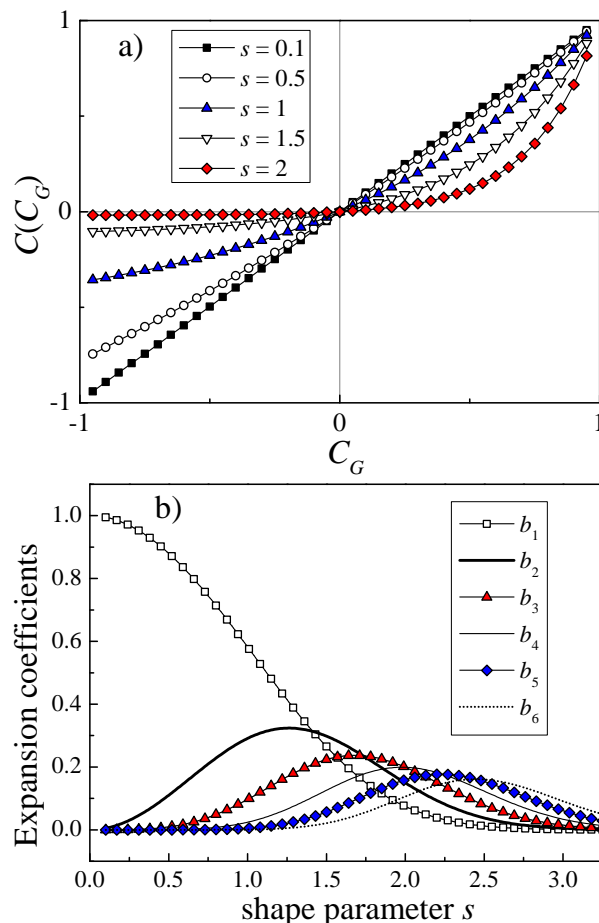 a)
s = 0.1
s = 0.5
s = 1
s = 1.5
s = 2
1
0
-1
C(C_G)
-1 0 1
C_G
b)
b_1
b_2
b_3
b_4
b_5
b_6
1.0
0.8
0.6
0.4
0.2
0.0
Expansion coefficients
0.0 0.5 1.0 1.5 2.0 2.5 3.0
shape parameter s